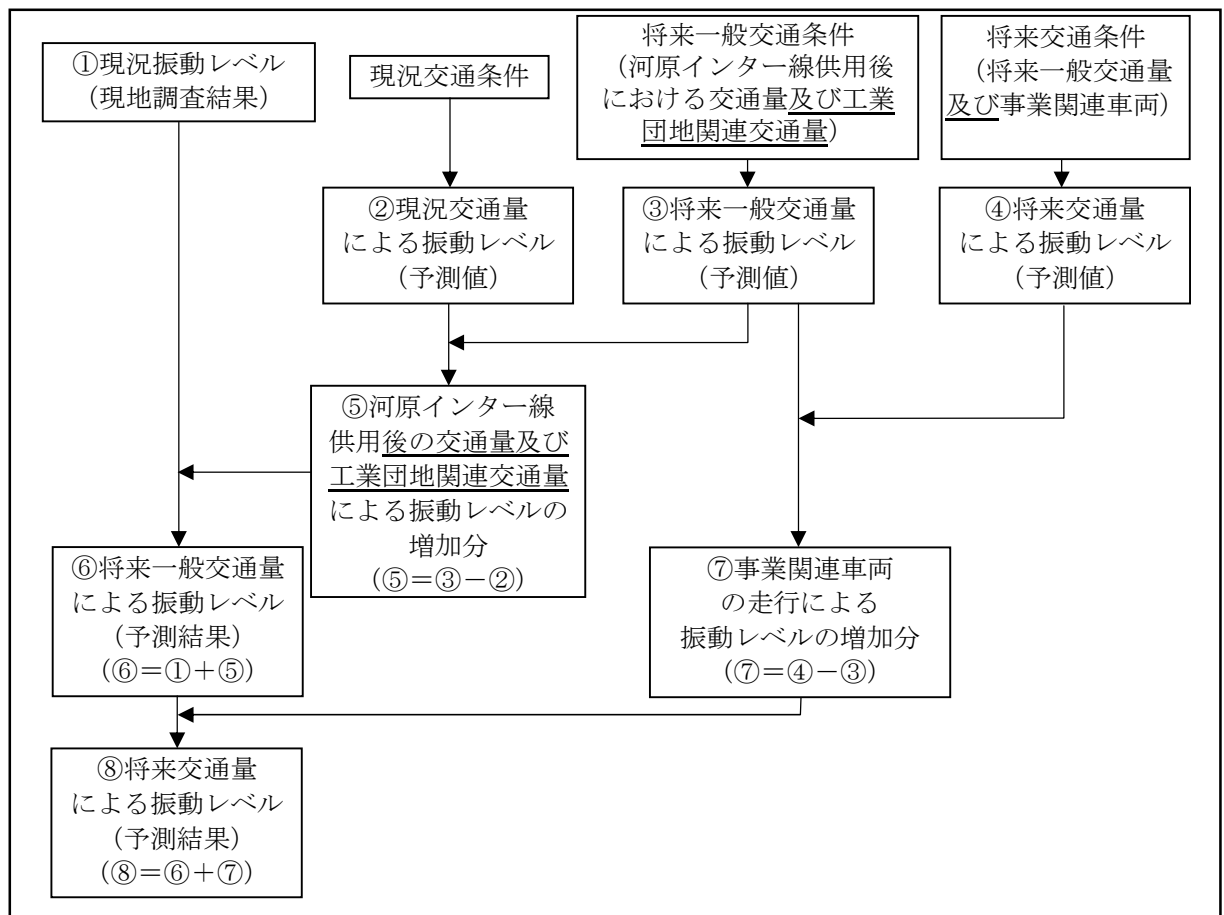 ①現況振動レベル
(現地調査結果)
現況交通条件
将来一般交通条件
(河原インター線供用後
における交通量及び工業
団地関連交通量)
将来交通条件
(将来一般交通量
及び事業関連車両)
②現況交通量
による振動レベル
(予測値)
③将来一般交通量
による振動レベル
(予測値)
④将来交通量
による振動レベル
(予測値)
⑤河原インター線
供用後の交通量及び
工業団地関連交通量
による振動レベルの
増加分
(⑤=③-②)
⑥将来一般交通量
による振動レベル
(予測結果)
(⑥=①+⑤)
⑦事業関連車両
の走行による
振動レベルの増加分
(⑦=④-③)
⑧将来交通量
による振動レベル
(予測結果)
(⑧=⑥+⑦)